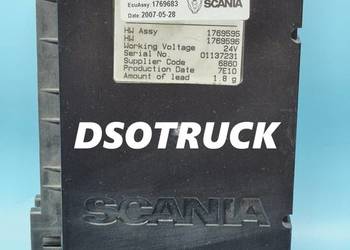 EcuAssy: 1769683
Date: 2007-05-28
SCANIA
HW Assy 1769595
HW 1769596
Working Voltage 24V
Serial No 01137231
Supplier Code 6860
Production Date 7E10
Amount of lead 1.8 g
DSOTRUCK
SCANIA